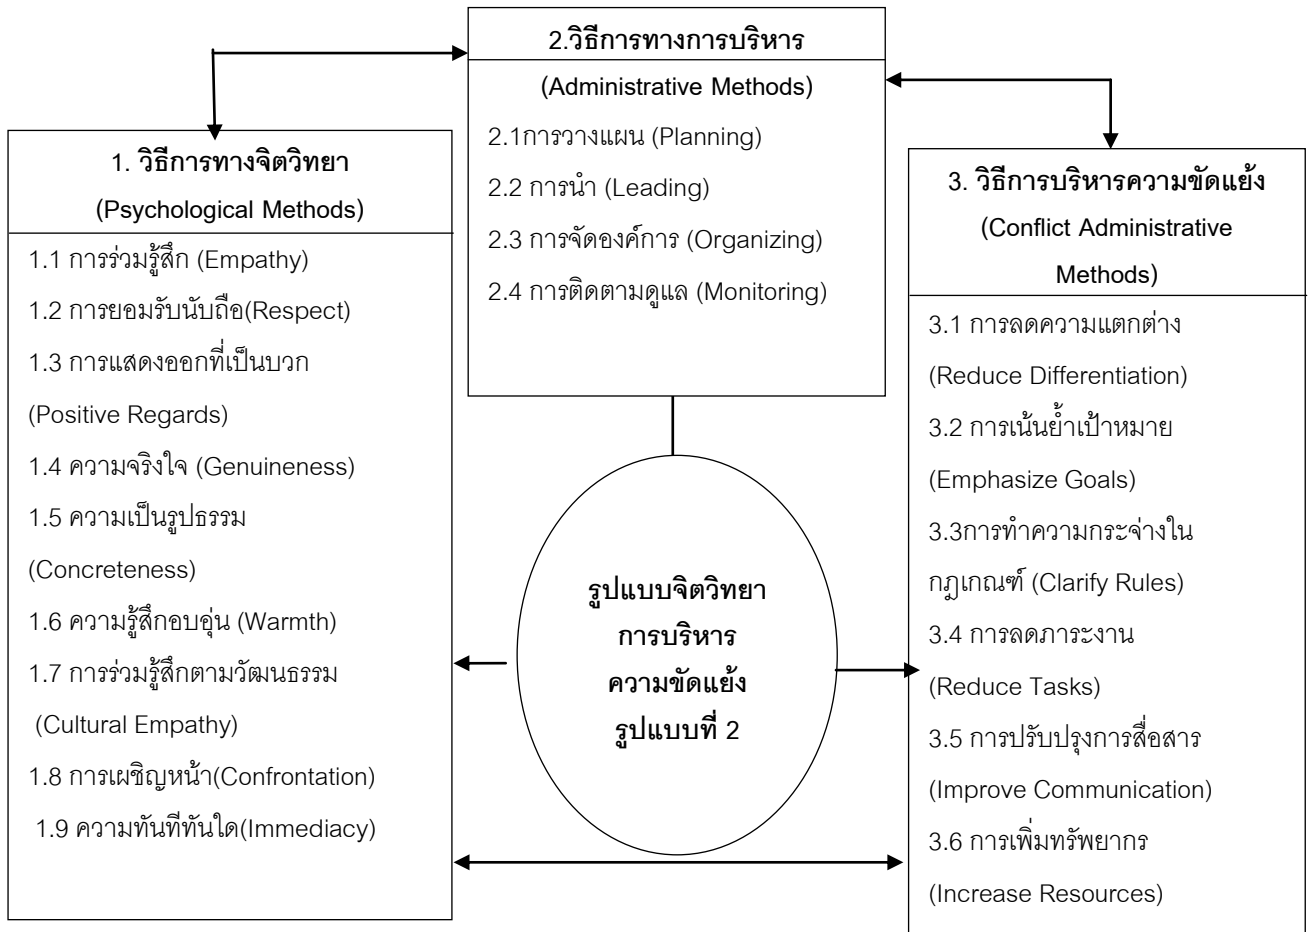 2.วิธีการทางการบริหาร
(Administrative Methods)
2.1การวางแผน (Planning)
2.2 การนำ (Leading)
2.3 การจัดองค์การ (Organizing)
2.4 การติดตามดูแล (Monitoring)
1. วิธีการทางจิตวิทยา
(Psychological Methods)
1.1 การร่วมรู้สึก (Empathy)
1.2 การยอมรับนับถือ(Respect)
1.3 การแสดงออกที่เป็นบวก
(Positive Regards)
1.4 ความจริงใจ (Genuineness)
1.5 ความเป็นรูปธรรม
(Concreteness)
1.6 ความรู้สึกอบอุ่น (Warmth)
1.7 การร่วมรู้สึกตามวัฒนธรรม
(Cultural Empathy)
1.8 การเผชิญหน้า(Confrontation)
1.9 ความทันทีทันใด(Immediacy)
รูปแบบจิตวิทยา
การบริหาร
ความขัดแย้ง
รูปแบบที่ 2
3. วิธีการบริหารความขัดแย้ง
(Conflict Administrative
Methods)
3.1 การลดความแตกต่าง
(Reduce Differentiation)
3.2 การเน้นย้ำเป้าหมาย
(Emphasize Goals)
3.3การทำความกระจ่างใน
กฎเกณฑ์ (Clarify Rules)
3.4 การลดภาระงาน
(Reduce Tasks)
3.5 การปรับปรุงการสื่อสาร
(Improve Communication)
3.6 การเพิ่มทรัพยากร
(Increase Resources)